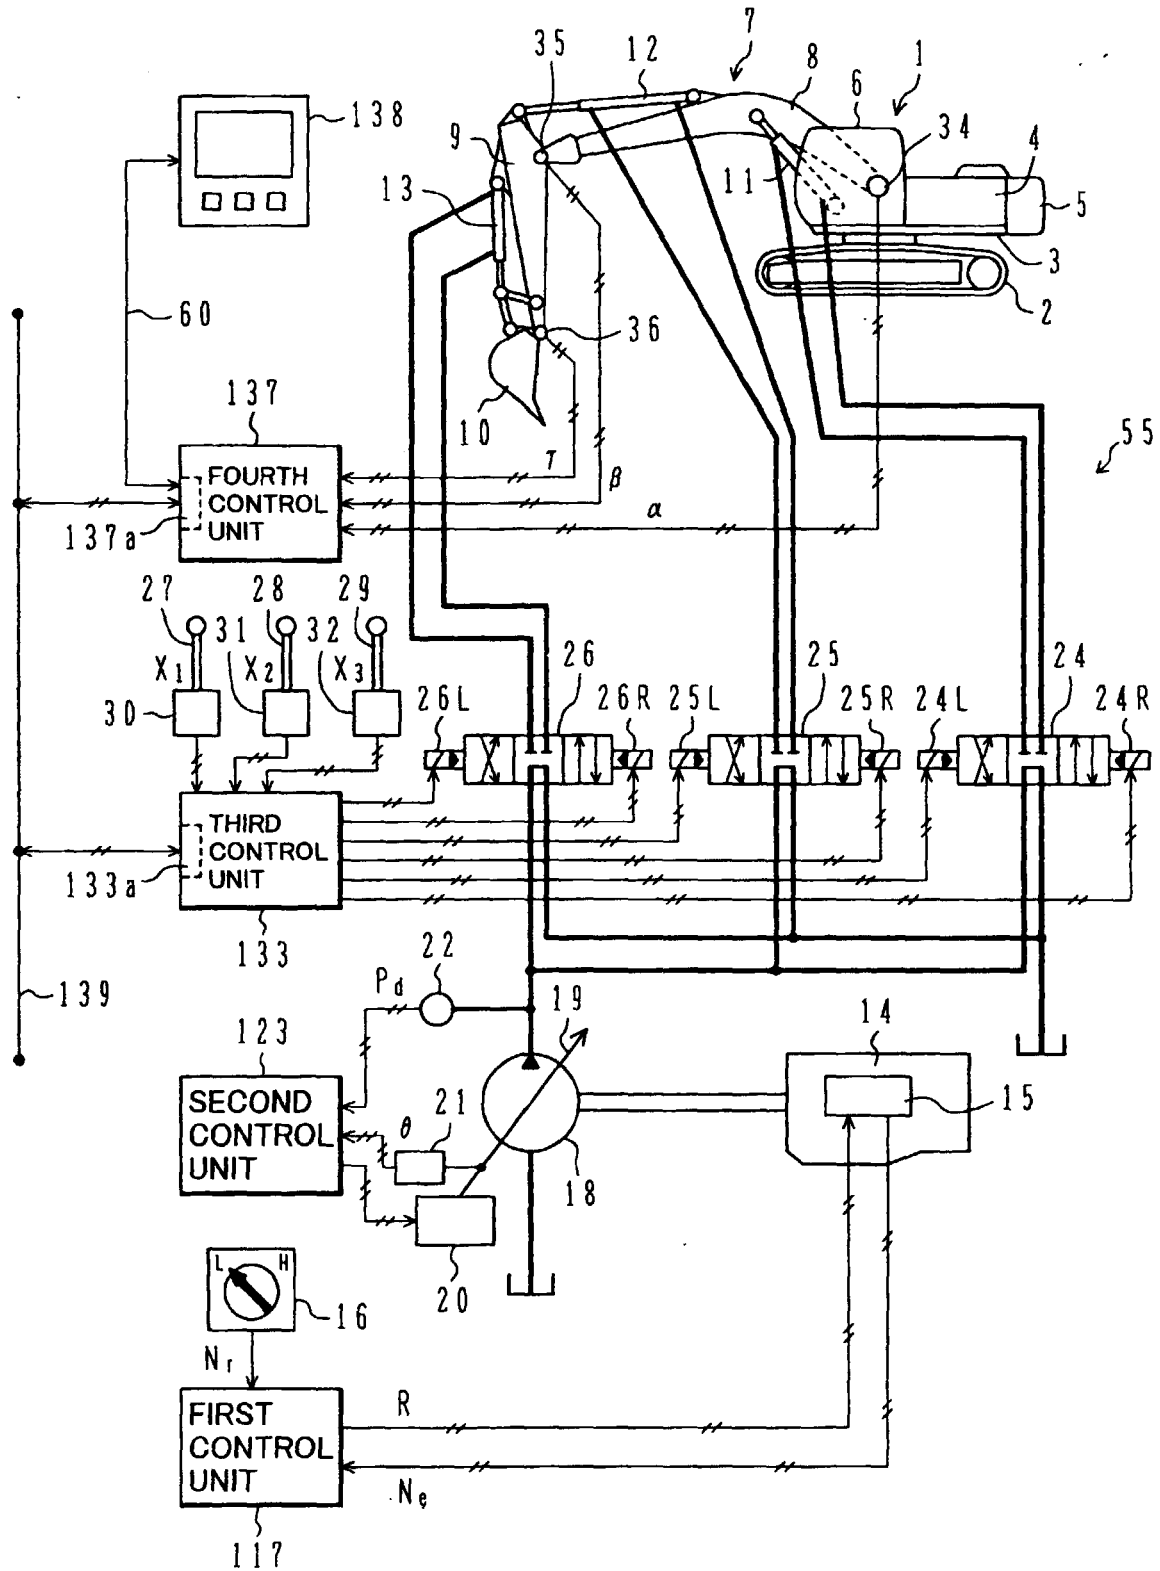 7
35
12
8
1
6
34
4
138
9
13
11
5
3
2
60
36
10
137
FOURTH
CONTROL
UNIT
137a
γ
β
α
55
27
28
29
31
32
X1
X2
X3
30
26L
26
26R
25L
25
25R
24L
24
24R
THIRD
CONTROL
UNIT
133a
133
139
Pd
22
19
14
123
SECOND
CONTROL
UNIT
θ
21
15
18
20
L
H
16
Nr
FIRST
CONTROL
UNIT
R
Ne
117